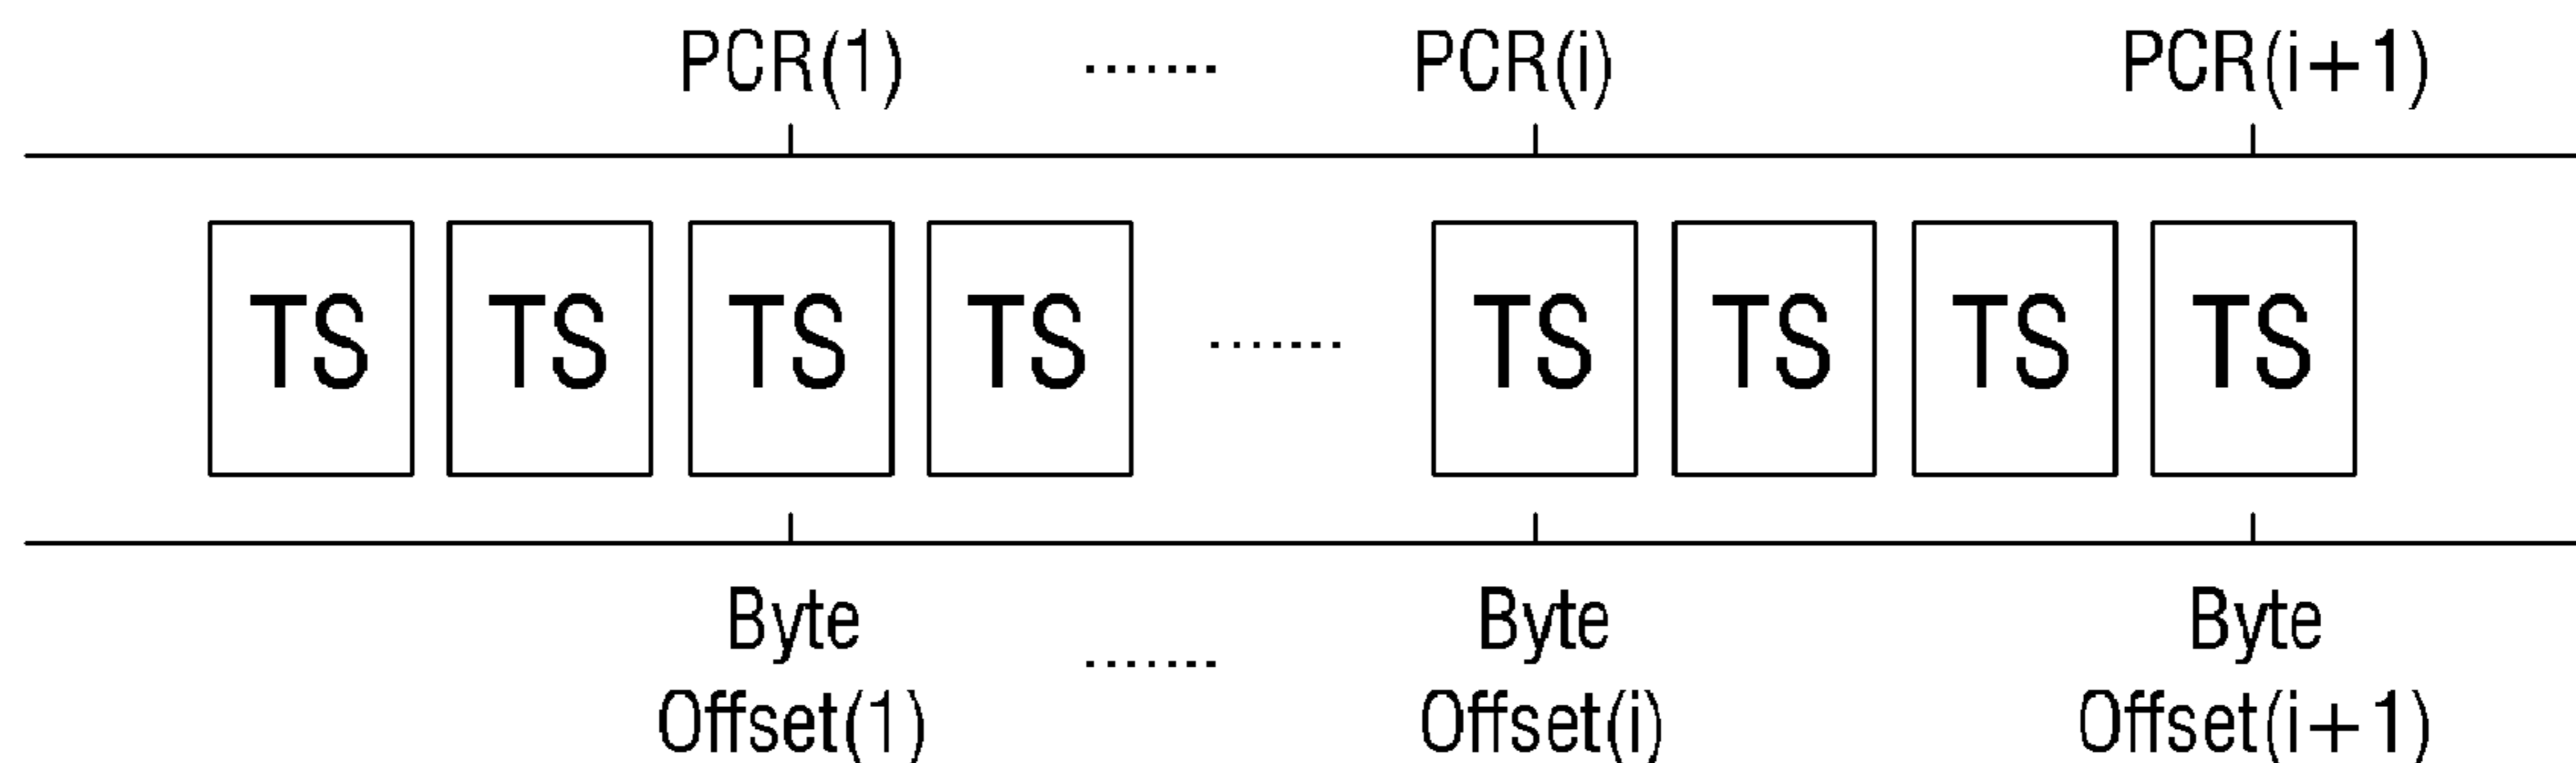 PCR(1) ....... PCR(i) PCR(i+1)
TS TS TS TS ....... TS TS TS TS
Byte Byte Byte
Offset(1) ....... Offset(i) Offset(i+1)